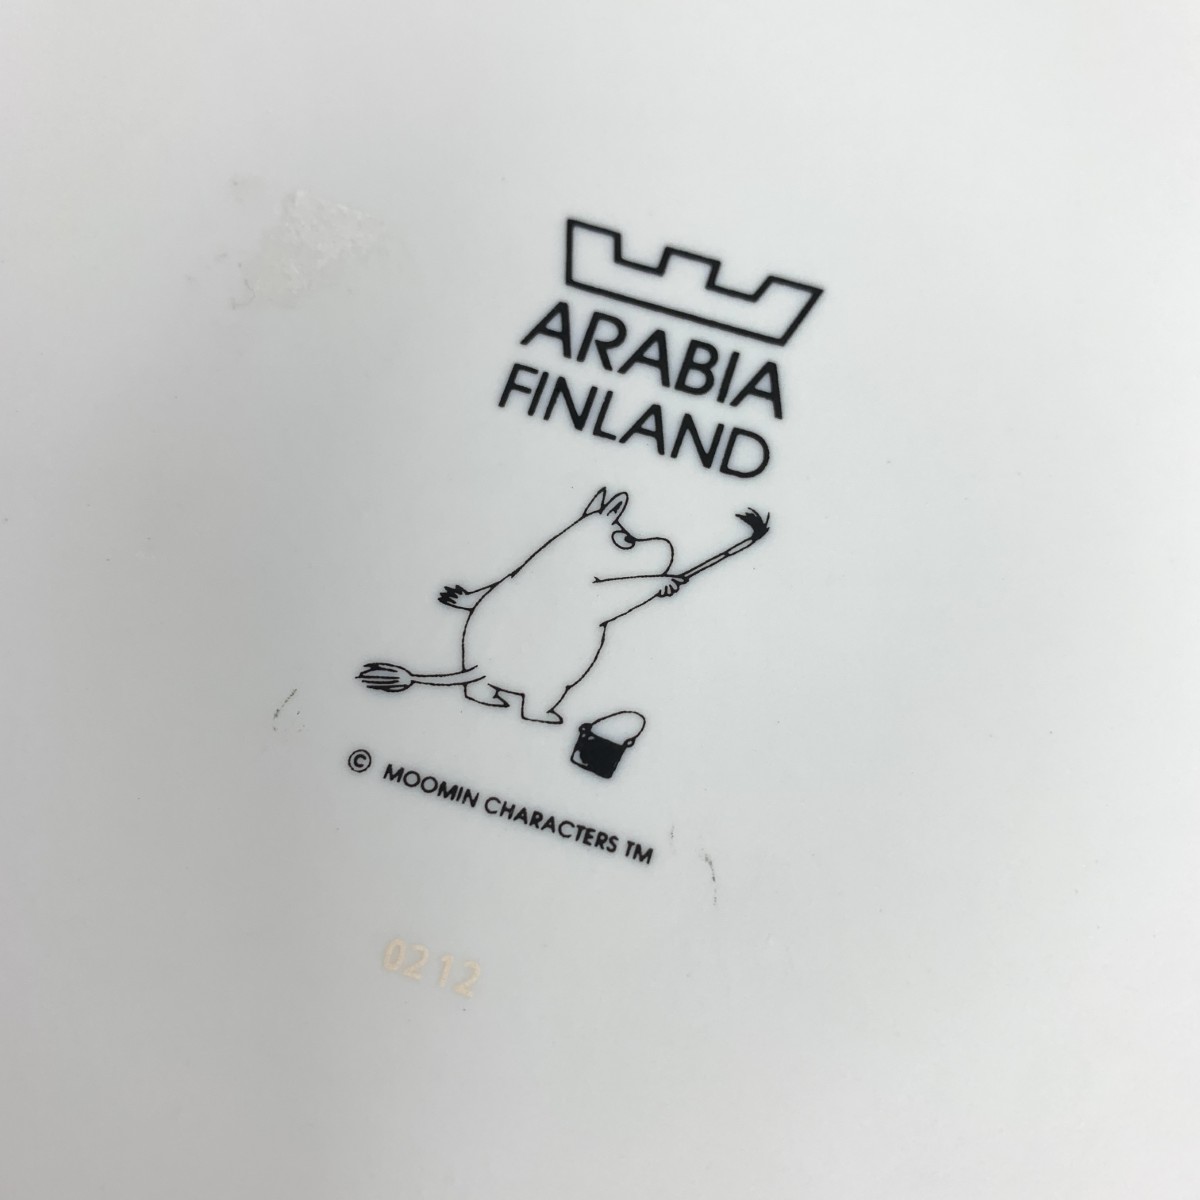 ARABIA
FINLAND
© MOOMIN CHARACTERS TM
0212